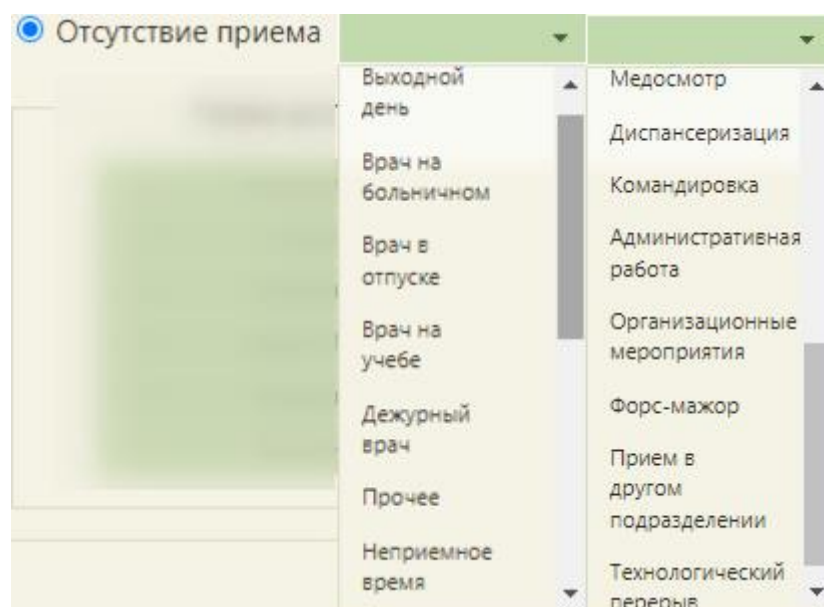 Отсутствие приема
Выходной
день
Врач на
больничном
Врач в
отпуске
Врач на
учебе
Дежурный
врач
Прочее
Неприемное
время
Медосмотр
Диспансеризация
Командировка
Административная
работа
Организационные
мероприятия
Форс-мажор
Прием в
другом
подразделении
Технологический
перерыв